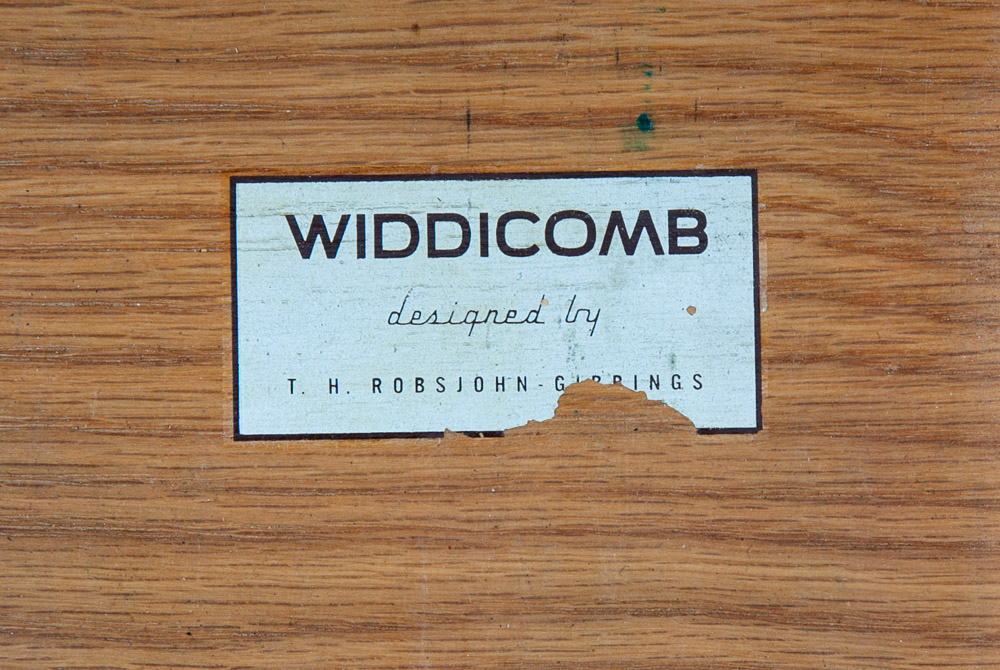 WIDDICOMB
designed by
T. H. ROBSJOHN-GIBBINGS